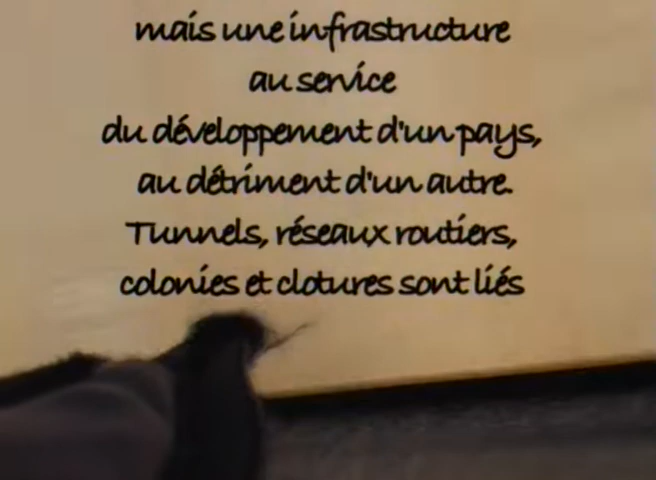 mais une infrastructure
au service
du développement d'un pays,
au détriment d'un autre.
Tunnels, réseaux routiers,
colonies et clotures sont liés